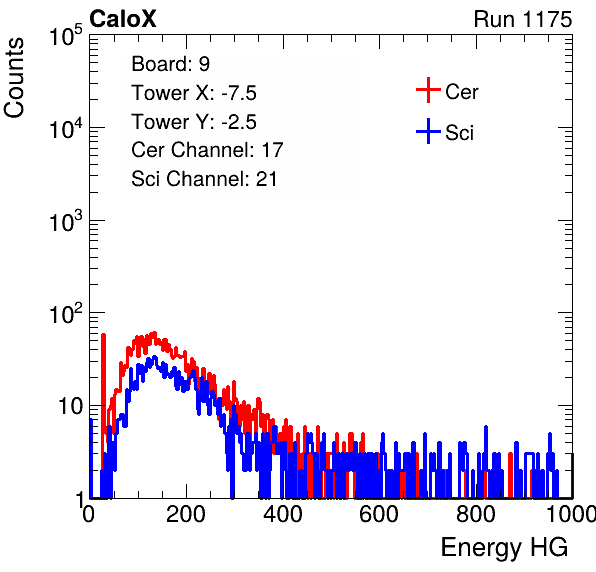 CaloX Run 1175
Counts
10^5
10^4
10^3
10^2
10
1
Board: 9
Tower X: -7.5
Tower Y: -2.5
Cer Channel: 17
Sci Channel: 21
Cer
Sci
0 200 400 600 800 1000
Energy HG